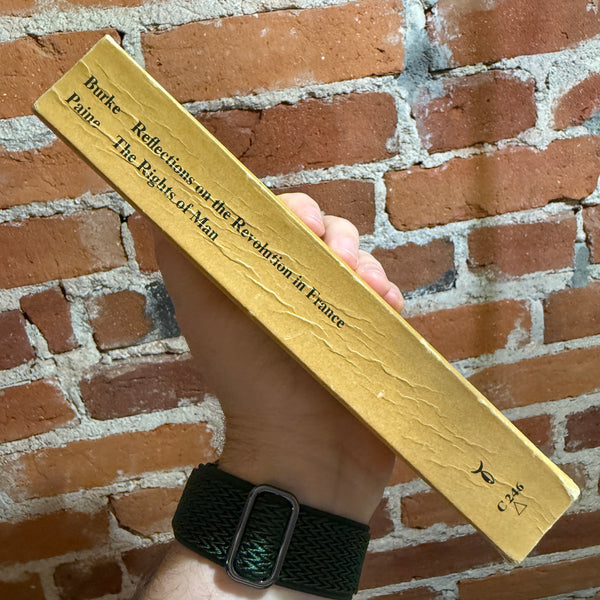 Burke Reflections on the Revolution in France
Paine The Rights of Man
C 246